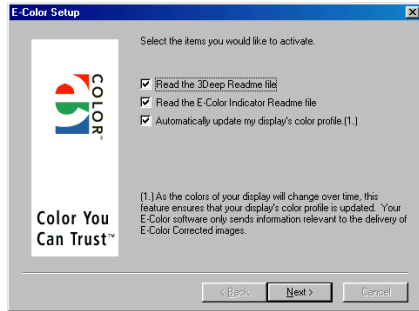 E-Color Setup
Select the items you would like to activate.
COLOR
Read the 3Deep Readme file
Read the E-Color Indicator Readme file
Automatically update my display's color profile.(1.)
(1.) As the colors of your display will change over time, this
feature ensures that your display's color profile is updated. Your
E-Color software only sends information relevant to the delivery of
E-Color Corrected images.
Color You
Can Trust™
< Back
Next >
Cancel